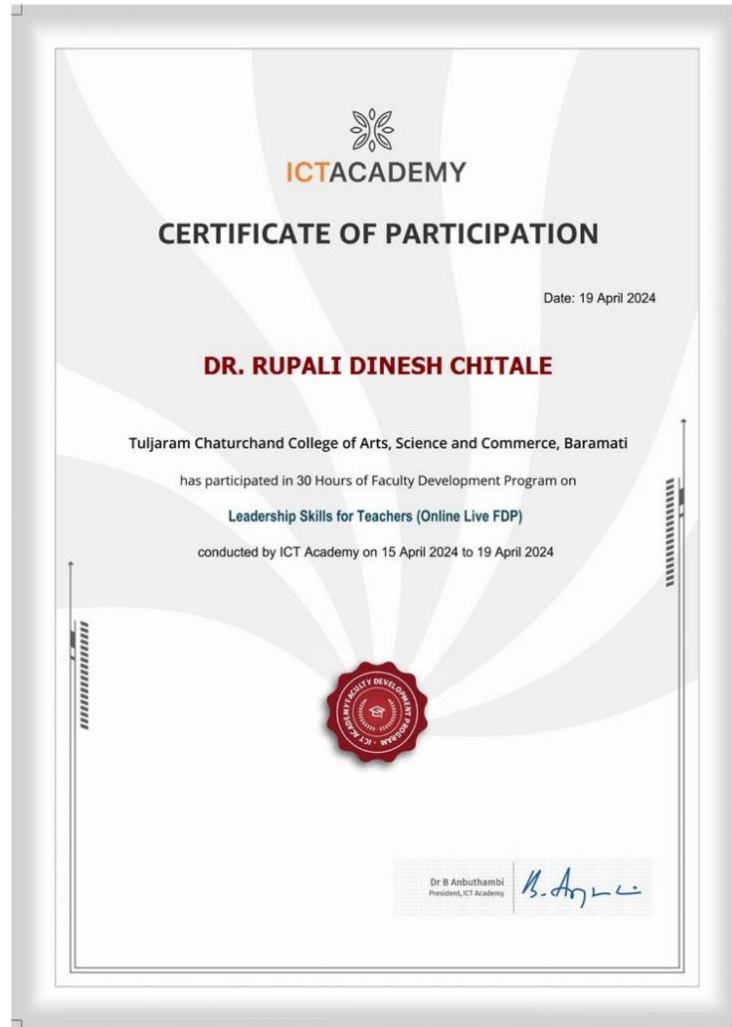 ICTACADEMY
CERTIFICATE OF PARTICIPATION
Date: 19 April 2024
DR. RUPALI DINESH CHITALE
Tuljaram Chaturchand College of Arts, Science and Commerce, Baramati
has participated in 30 Hours of Faculty Development Program on
Leadership Skills for Teachers (Online Live FDP)
conducted by ICT Academy on 15 April 2024 to 19 April 2024
ICT ACADEMY FACULTY DEVELOPMENT PROGRAM
Dr B Anbuthambi
President, ICT Academy